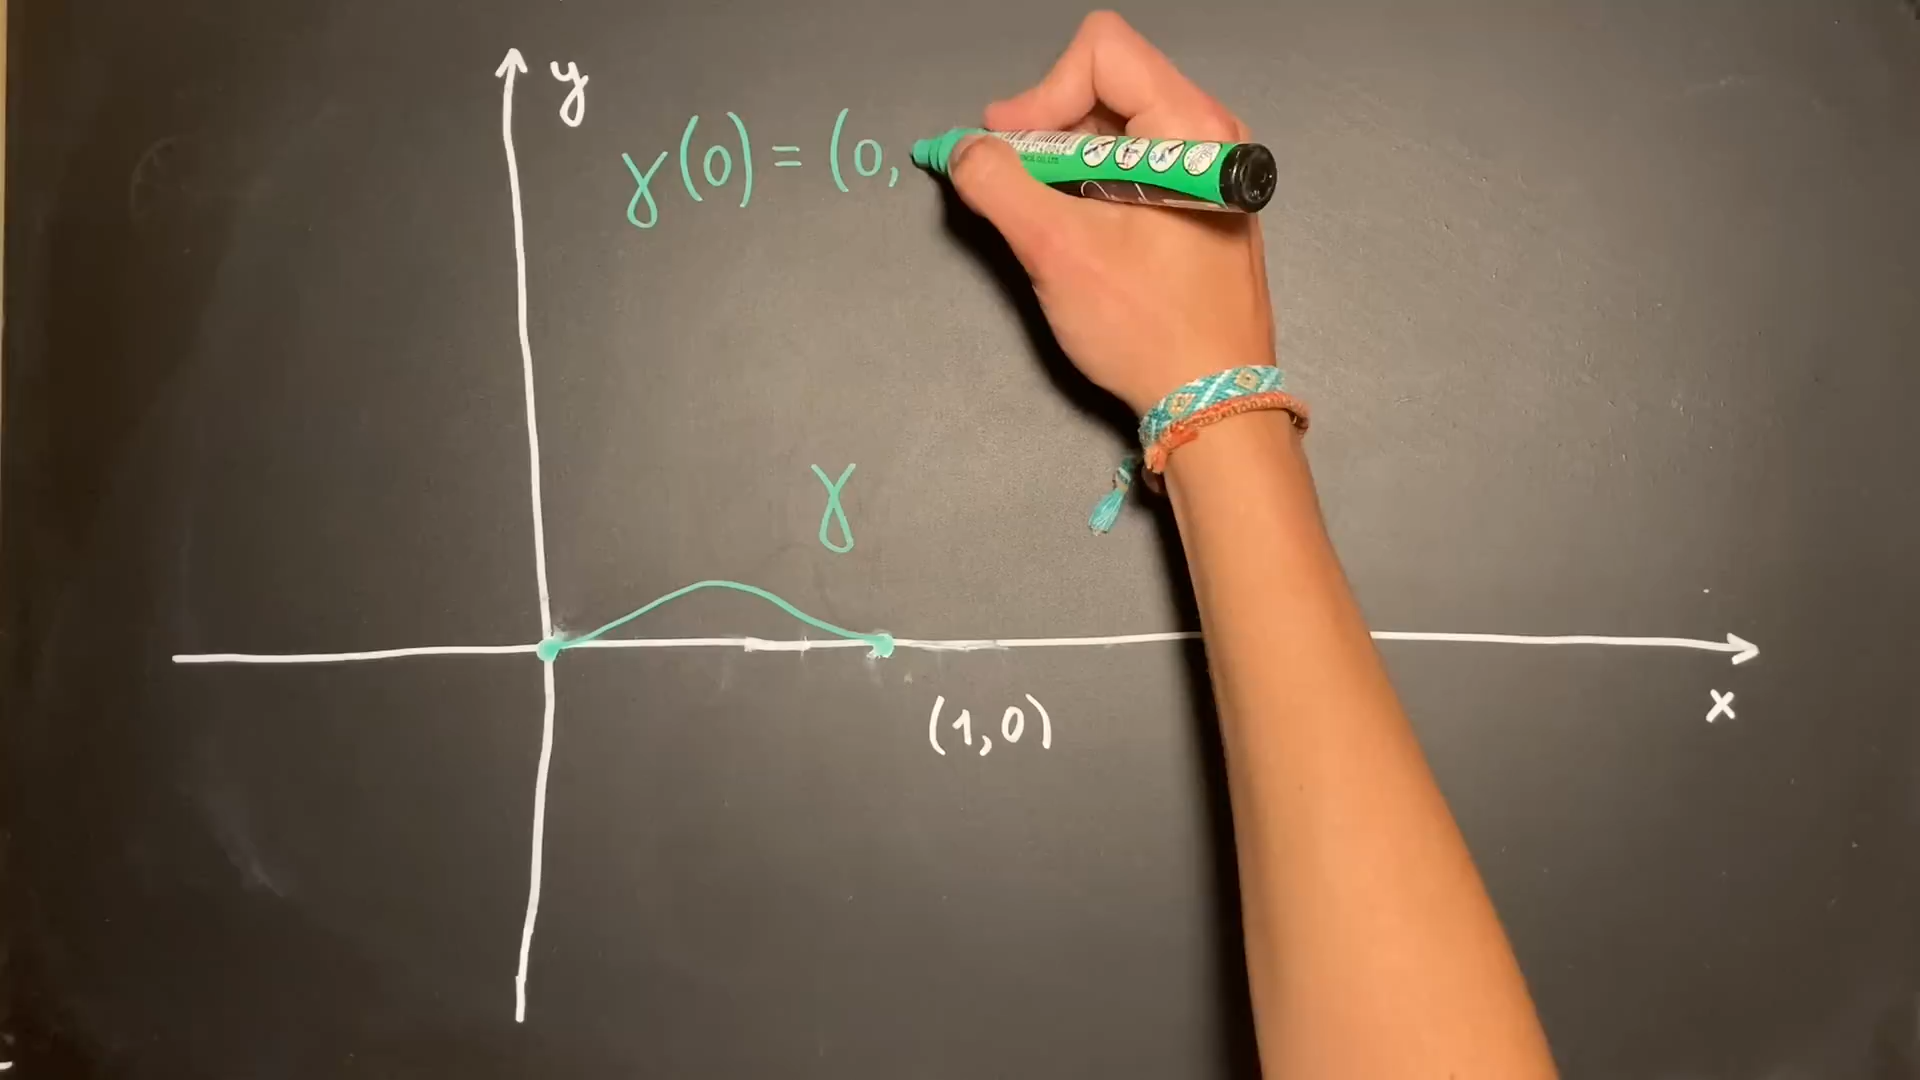 y
γ(0) = (0,
γ
(1,0)
x